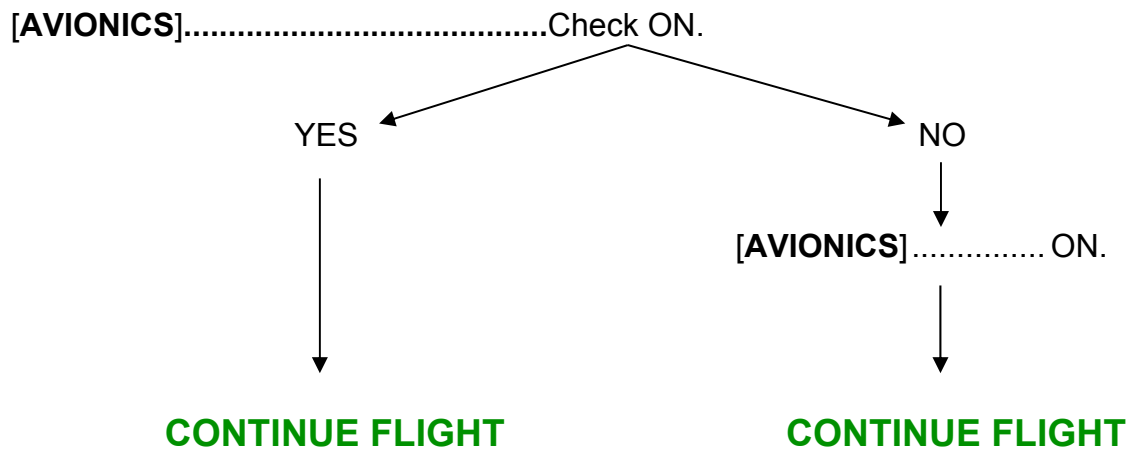 [AVIONICS].........................................Check ON.
YES NO
[AVIONICS]............... ON.
CONTINUE FLIGHT CONTINUE FLIGHT